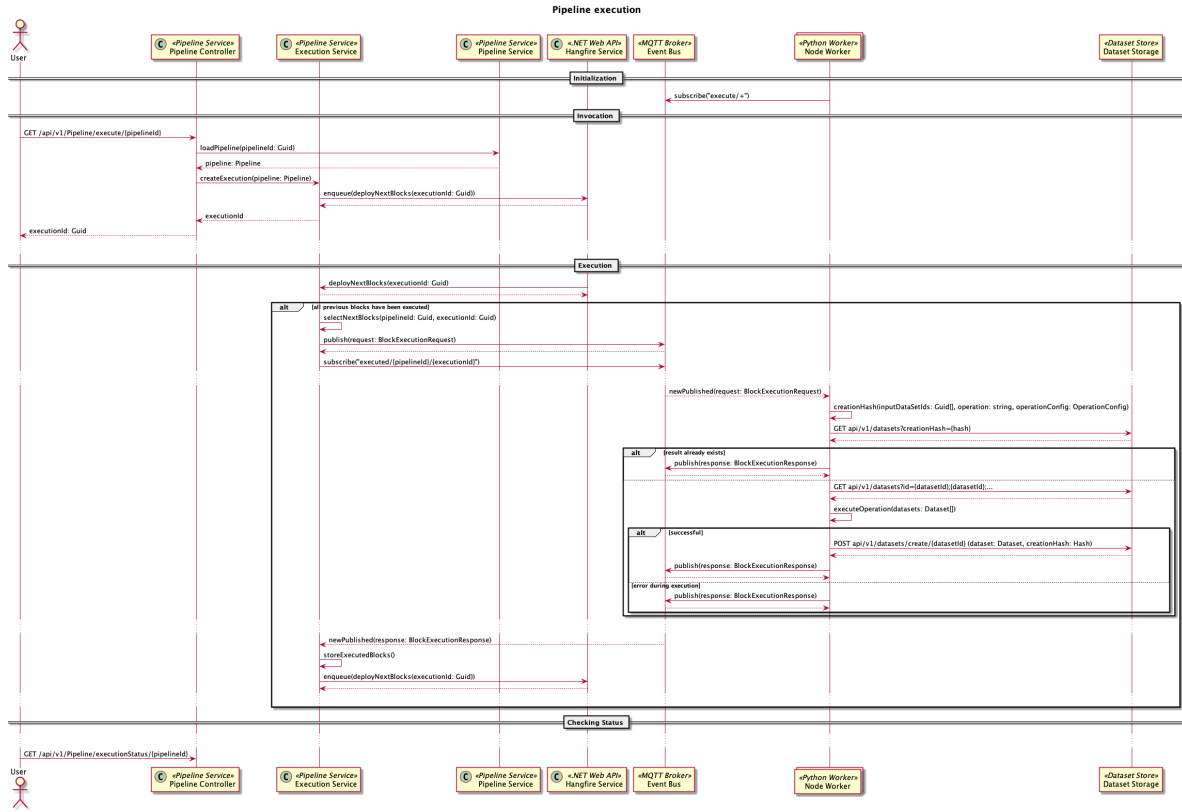 Pipeline execution
User
C
«Pipeline Service»
Pipeline Controller
C
«Pipeline Service»
Execution Service
C
«Pipeline Service»
Pipeline Service
C
«.NET Web API»
Hangfire Service
«MQTT Broker»
Event Bus
«Python Worker»
Node Worker
«Dataset Store»
Dataset Storage
Initialization
subscribe("execute/+")
Invocation
GET /api/v1/Pipeline/execute/{pipelineId}
loadPipeline(pipelineId: Guid)
pipeline: Pipeline
createExecution(pipeline: Pipeline)
enqueue(deployNextBlocks(executionId: Guid))
executionId
executionId: Guid
Execution
deployNextBlocks(executionId: Guid)
alt
[all previous blocks have been executed]
selectNextBlocks(pipelineId: Guid, executionId: Guid)
publish(request: BlockExecutionRequest)
subscribe("executed/{pipelineId}/{executionId}")
newPublished(request: BlockExecutionRequest)
creationHash(inputDataSetIds: Guid[], operation: string, operationConfig: OperationConfig)
GET api/v1/datasets?creationHash={hash}
alt
[result already exists]
publish(response: BlockExecutionResponse)
GET api/v1/datasets?id={datasetId};{datasetId};...
executeOperation(datasets: Dataset[])
alt
[successful]
POST api/v1/datasets/create/{datasetId} (dataset: Dataset, creationHash: Hash)
publish(response: BlockExecutionResponse)
[error during execution]
publish(response: BlockExecutionResponse)
newPublished(response: BlockExecutionResponse)
storeExecutedBlocks()
enqueue(deployNextBlocks(executionId: Guid))
Checking Status
GET /api/v1/Pipeline/executionStatus/{pipelineId}
User
C
«Pipeline Service»
Pipeline Controller
C
«Pipeline Service»
Execution Service
C
«Pipeline Service»
Pipeline Service
C
«.NET Web API»
Hangfire Service
«MQTT Broker»
Event Bus
«Python Worker»
Node Worker
«Dataset Store»
Dataset Storage